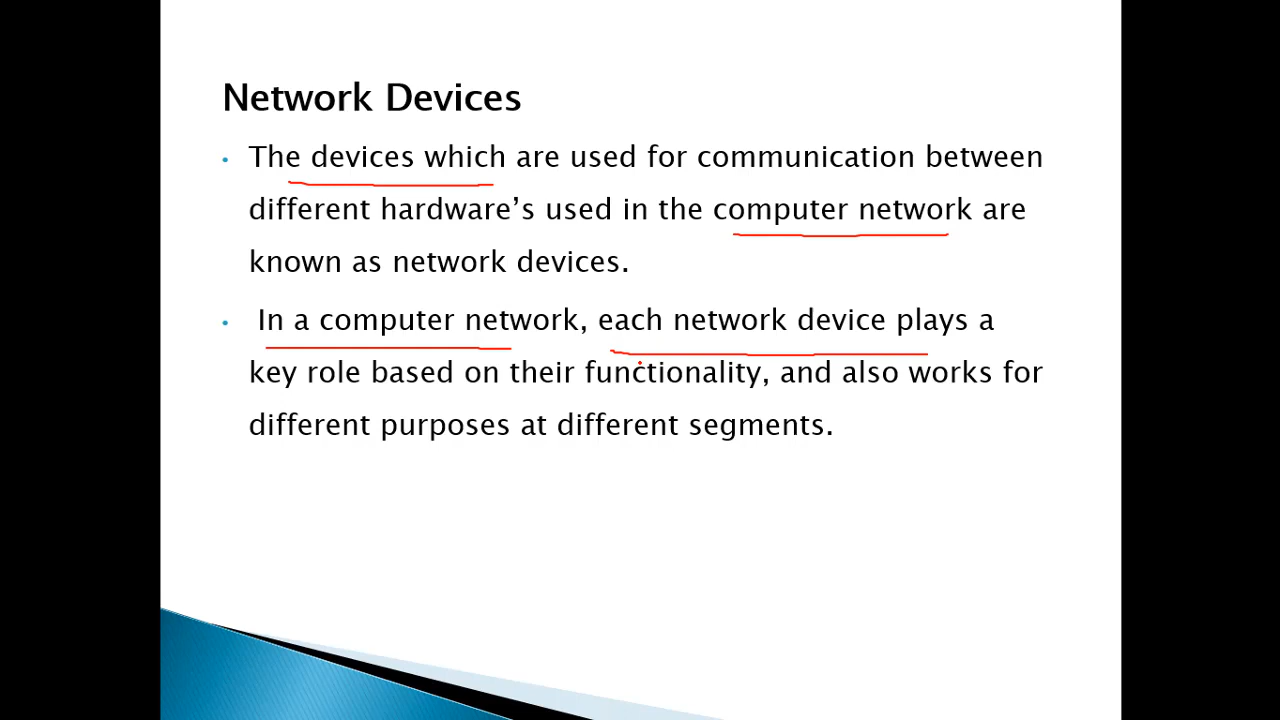 Network Devices
• The devices which are used for communication between
different hardware’s used in the computer network are
known as network devices.
• In a computer network, each network device plays a
key role based on their functionality, and also works for
different purposes at different segments.